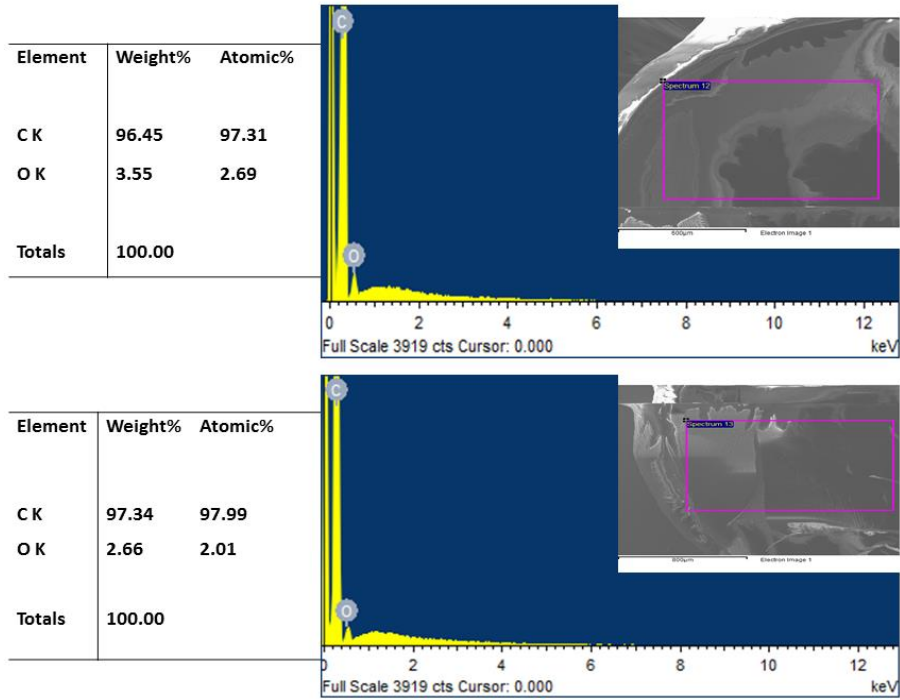 Element Weight% Atomic%
C K 96.45 97.31
O K 3.55 2.69
Totals 100.00
C
O
0 2 4 6 8 10 12
Full Scale 3919 cts Cursor: 0.000 keV
Spectrum 12
600µm Electron Image 1
Element Weight% Atomic%
C K 97.34 97.99
O K 2.66 2.01
Totals 100.00
C
O
0 2 4 6 8 10 12
Full Scale 3919 cts Cursor: 0.000 keV
Spectrum 13
Electron Image 1